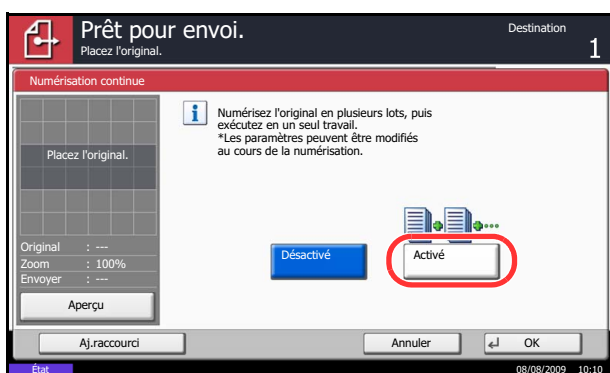 Prêt pour envoi.
Placez l'original.
Destination
1
Numérisation continue
Placez l'original.
Numérisez l'original en plusieurs lots, puis
exécutez en un seul travail.
*Les paramètres peuvent être modifiés
au cours de la numérisation.
Original : ---
Zoom : 100%
Envoyer : ---
Désactivé
Activé
Aperçu
Aj.raccourci
Annuler
OK
État
08/08/2009 10:10